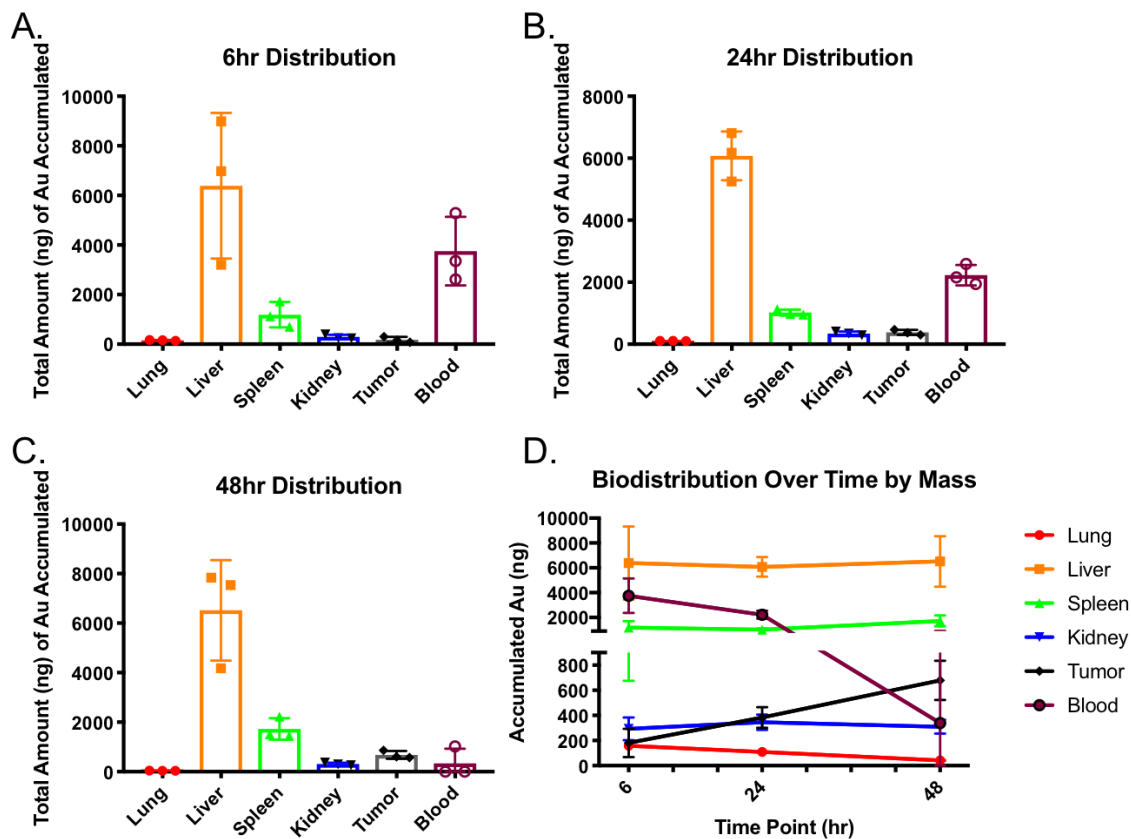 A.
6hr Distribution
Total Amount (ng) of Au Accumulated
10000
8000
6000
4000
2000
0
Lung
Liver
Spleen
Kidney
Tumor
Blood
B.
24hr Distribution
Total Amount (ng) of Au Accumulated
8000
6000
4000
2000
0
Lung
Liver
Spleen
Kidney
Tumor
Blood
C.
48hr Distribution
Total Amount (ng) of Au Accumulated
10000
8000
6000
4000
2000
0
Lung
Liver
Spleen
Kidney
Tumor
Blood
D.
Biodistribution Over Time by Mass
Accumulated Au (ng)
10000
8000
6000
4000
2000
800
600
400
200
0
6
24
48
Time Point (hr)
Lung
Liver
Spleen
Kidney
Tumor
Blood